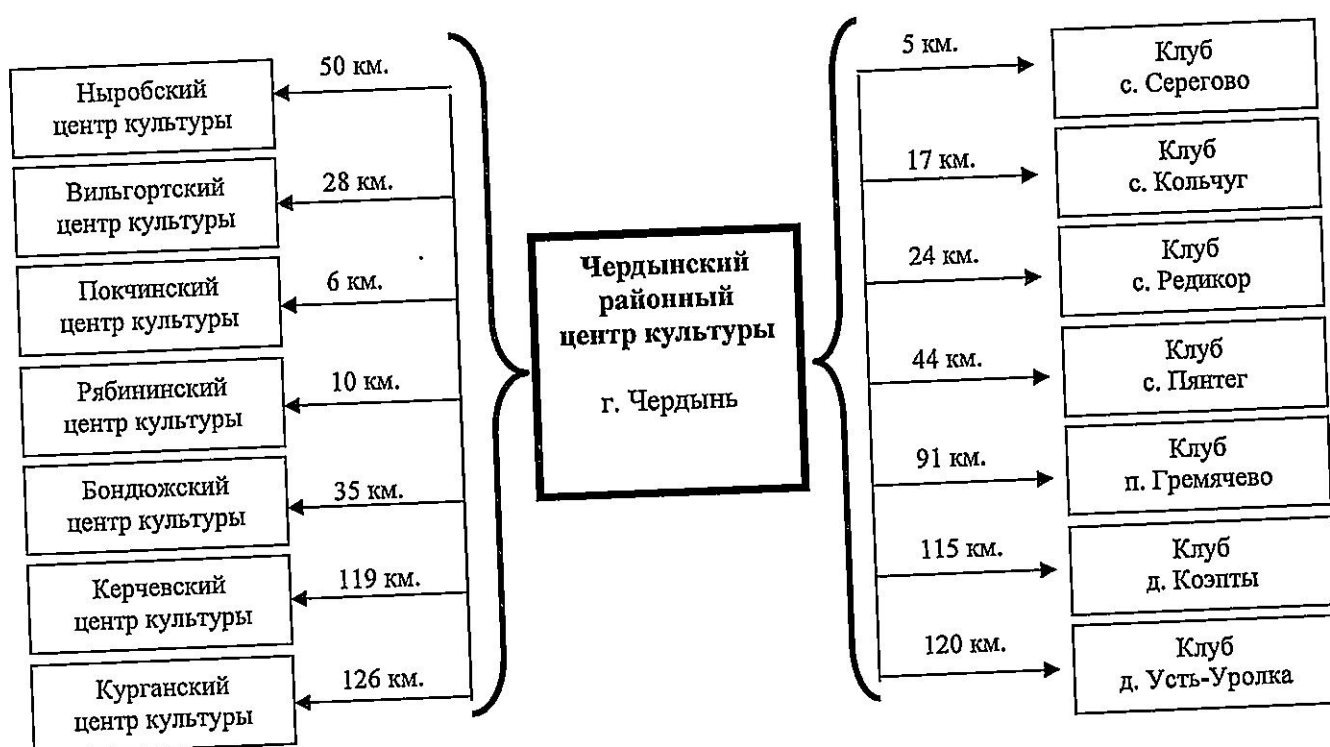 50 км.
Ныробский
центр культуры
28 км.
Вильгортский
центр культуры
6 км.
Покчинский
центр культуры
10 км.
Рябининский
центр культуры
35 км.
Бондюжский
центр культуры
119 км.
Керчевский
центр культуры
126 км.
Курганский
центр культуры
Чердынский
районный
центр культуры
г. Чердынь
5 км.
Клуб
с. Серегово
17 км.
Клуб
с. Кольчуг
24 км.
Клуб
с. Редикор
44 км.
Клуб
с. Пянтег
91 км.
Клуб
п. Гремячево
115 км.
Клуб
д. Коэпты
120 км.
Клуб
д. Усть-Уролка